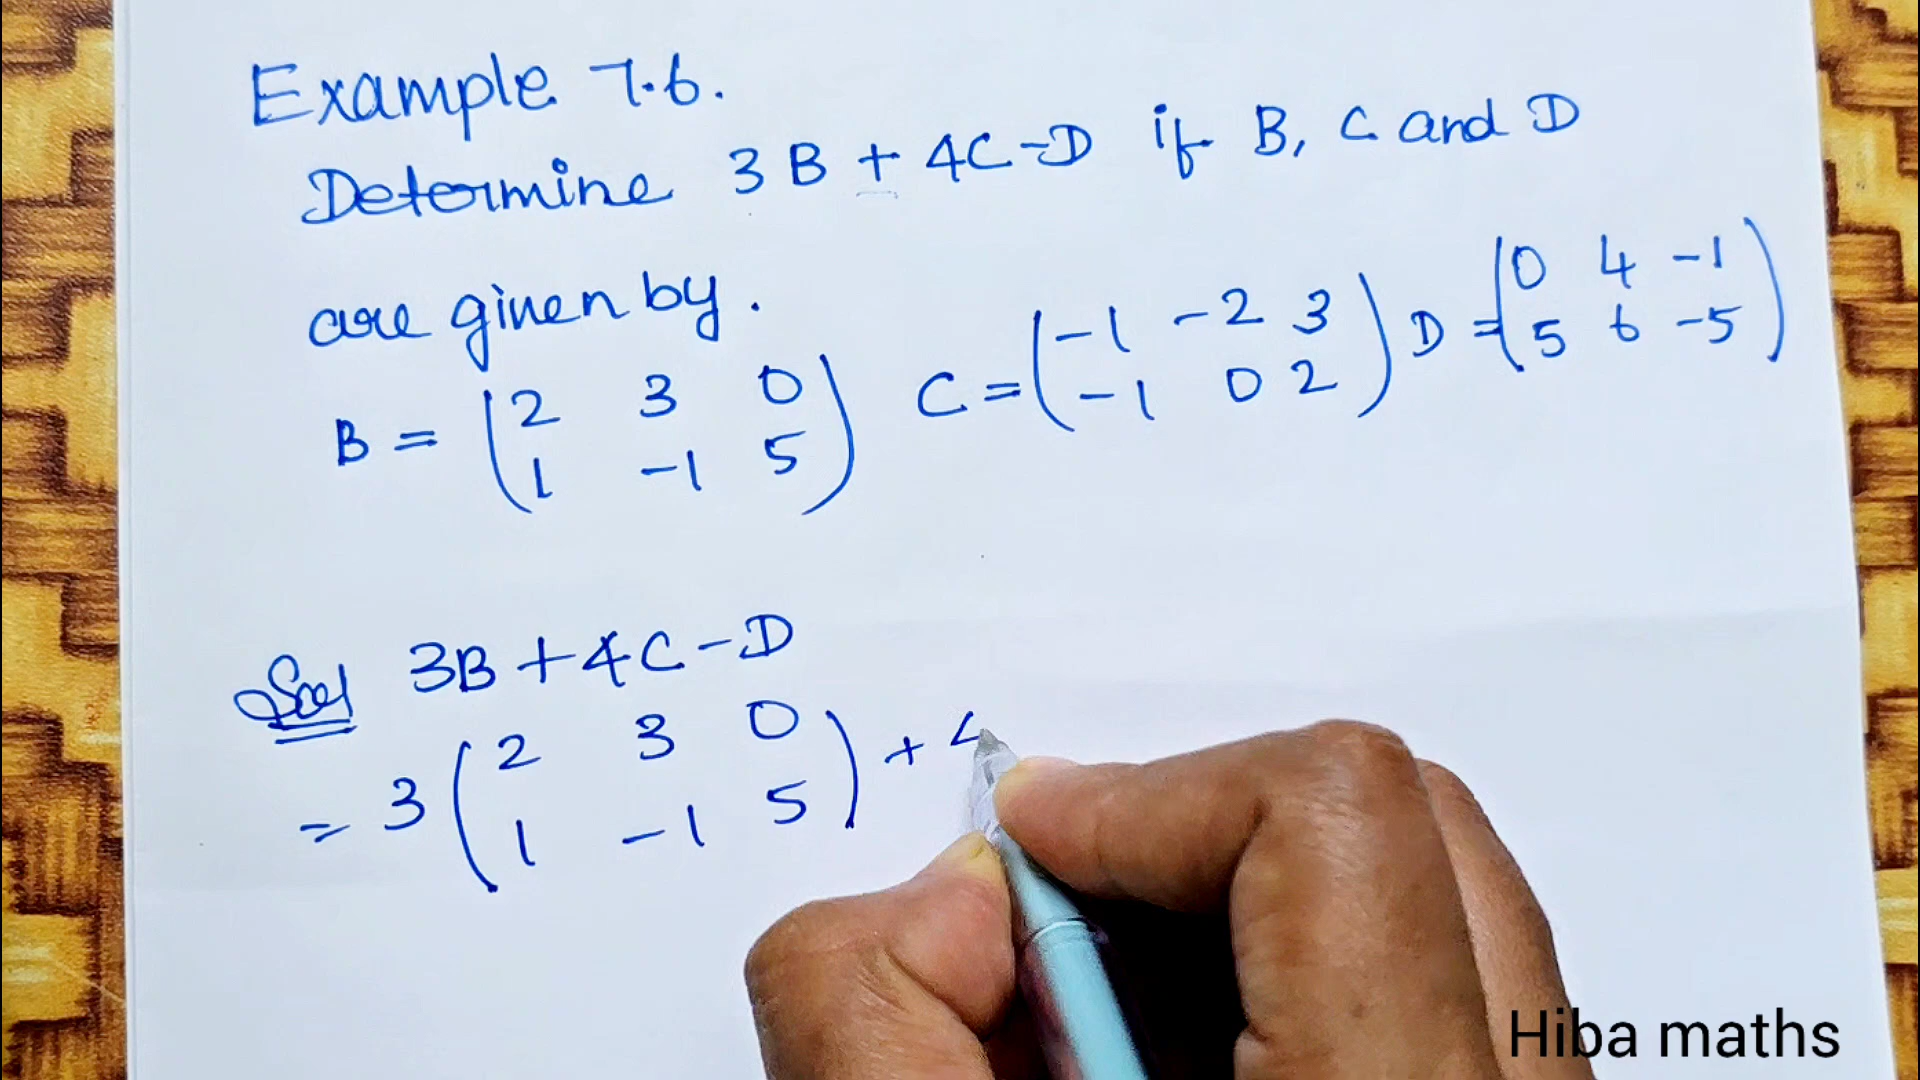 Example 7.6.
Determine 3B + 4C-D if B, C and D
are given by.
B = (2 3 0 C = (-1 -2 3) D = (0 4 -1
1 -1 5) -1 0 2) 5 6 -5)
Sol 3B+4C-D
= 3 (2 3 0) + 4
1 -1 5
Hiba maths